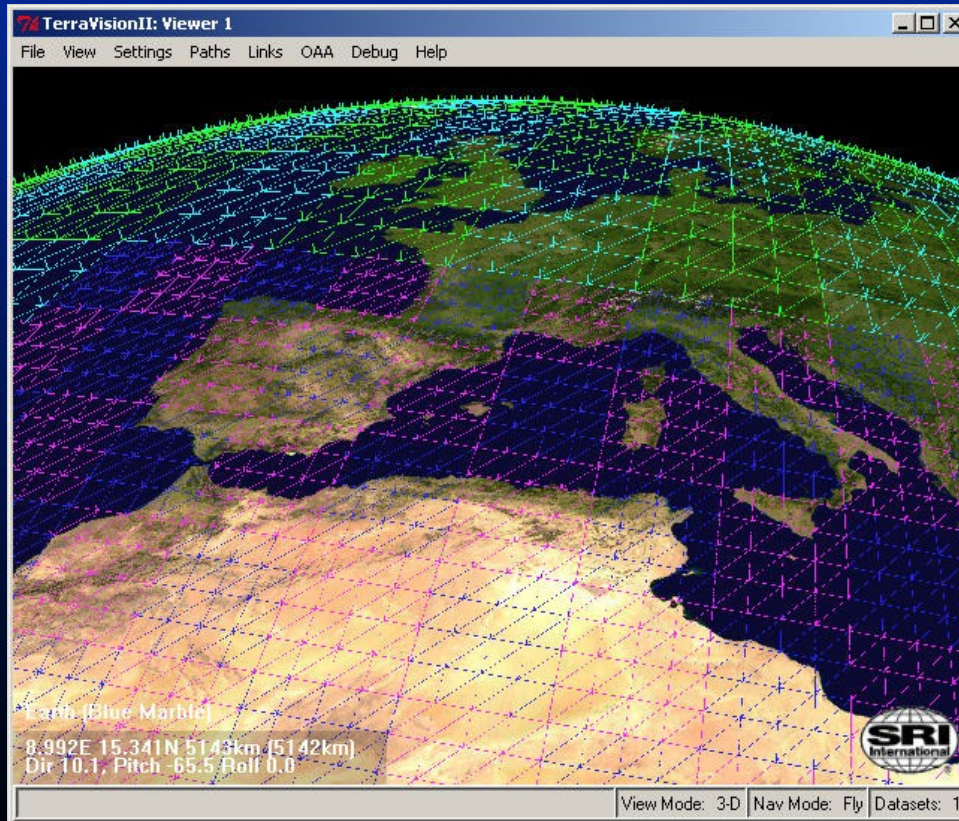 TerraVisionII: Viewer 1
File View Settings Paths Links OAA Debug Help
Earth (Blue Marble)
8.992E 15.341N 5143km (5142km)
Dir 10.1, Pitch -65.5 Roll 0.0
SRI
International
View Mode: 3-D Nav Mode: Fly Datasets: 1